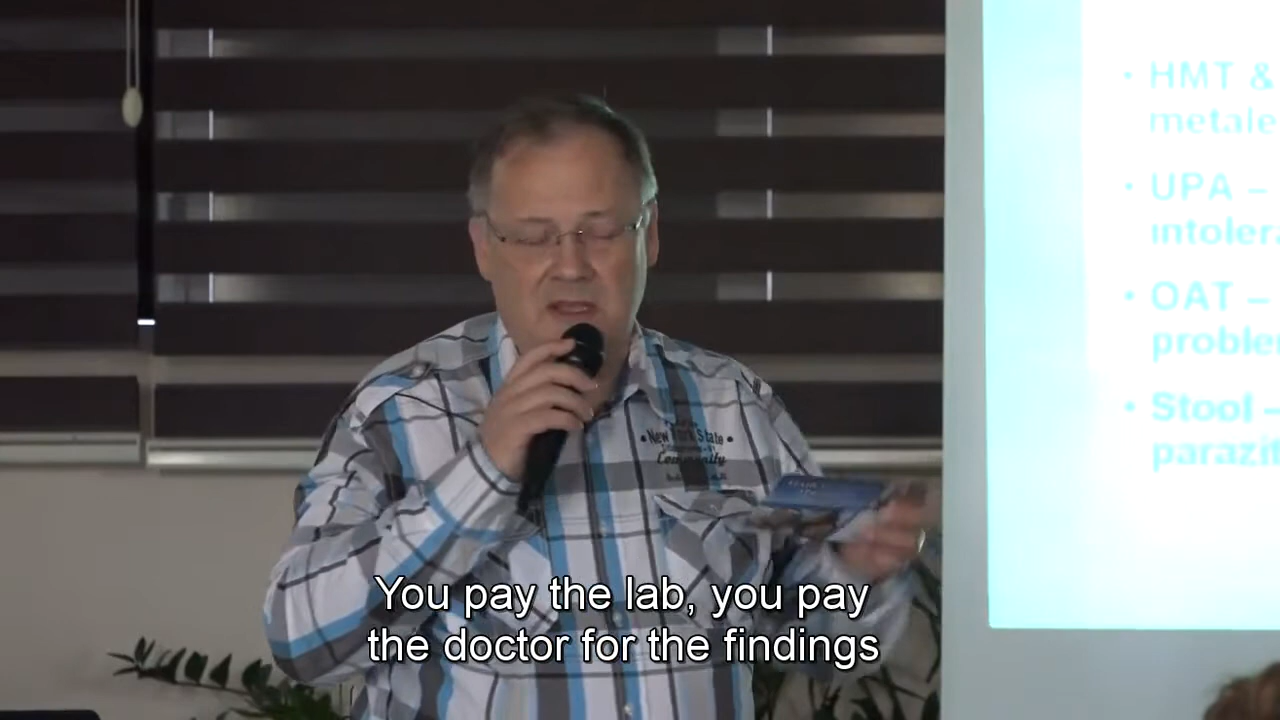 • HMT &
metale
• UPA –
intolera
• OAT –
problem
• Stool –
parazit
• New York State •
Community
You pay the lab, you pay
the doctor for the findings